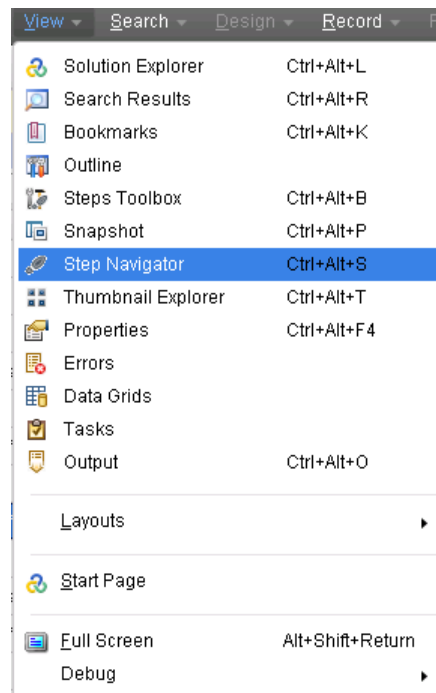 View Search Design Record
Solution Explorer Ctrl+Alt+L
Search Results Ctrl+Alt+R
Bookmarks Ctrl+Alt+K
Outline
Steps Toolbox Ctrl+Alt+B
Snapshot Ctrl+Alt+P
Step Navigator Ctrl+Alt+S
Thumbnail Explorer Ctrl+Alt+T
Properties Ctrl+Alt+F4
Errors
Data Grids
Tasks
Output Ctrl+Alt+O
Layouts
Start Page
Full Screen Alt+Shift+Return
Debug